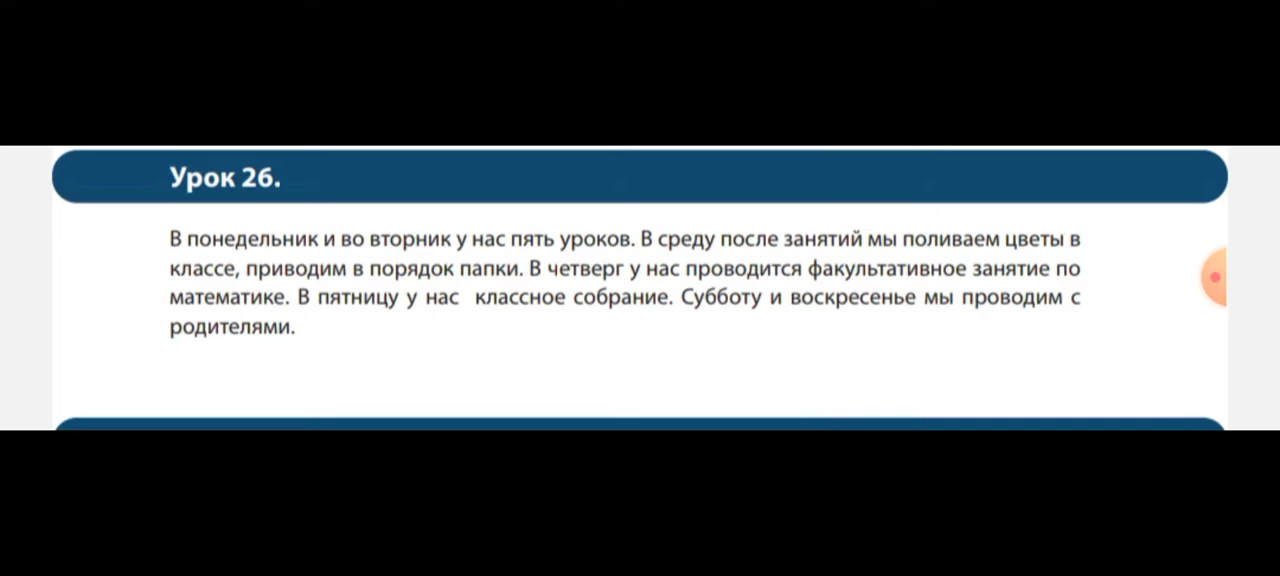 Урок 26.
В понедельник и во вторник у нас пять уроков. В среду после занятий мы поливаем цветы в
классе, приводим в порядок папки. В четверг у нас проводится факультативное занятие по
математике. В пятницу у нас классное собрание. Субботу и воскресенье мы проводим с
родителями.